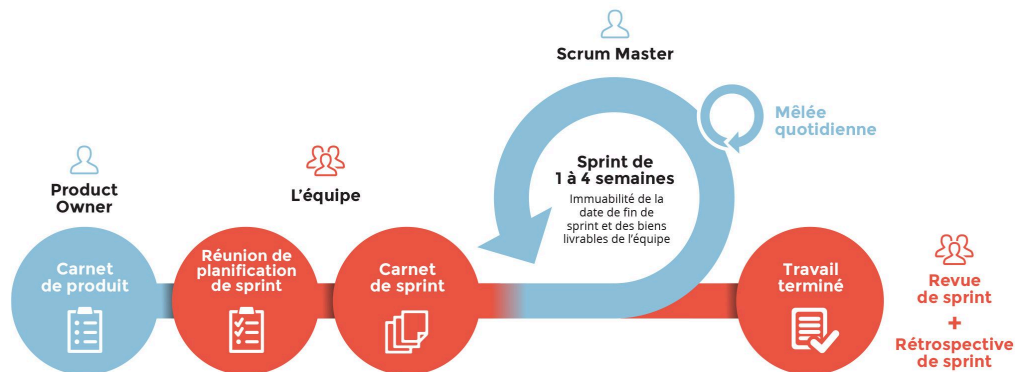 Scrum Master
Mêlée
quotidienne
Sprint de
1 à 4 semaines
Immuabilité de la
date de fin de
sprint et des biens
livrables de l'équipe
Product
Owner
L'équipe
Carnet
de produit
Réunion de
planification
de sprint
Carnet
de sprint
Travail
terminé
Revue
de sprint
+
Rétrospective
de sprint